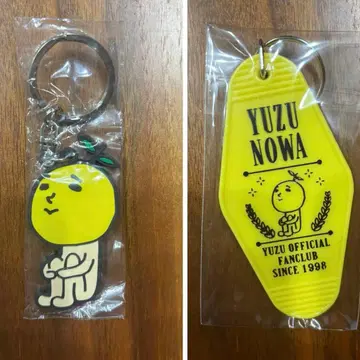 YUZU
NOWA
YUZU OFFICIAL
FANCLUB
SINCE 1998